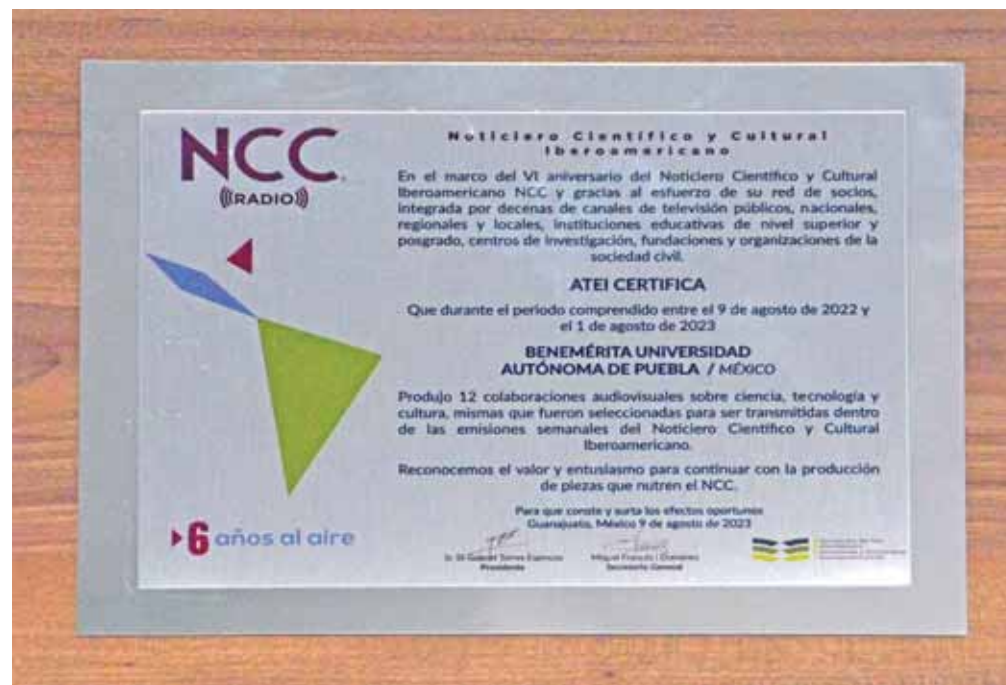 NCC
RADIO
Noticiero Científico y Cultural
Iberoamericano
En el marco del VI aniversario del Noticiero Científico y Cultural
Iberoamericano NCC y gracias al esfuerzo de su red de socios,
integrada por decenas de canales de televisión públicos, nacionales,
regionales y locales, instituciones educativas de nivel superior y
posgrado, centros de investigación, fundaciones y organizaciones de la
sociedad civil.
ATEI CERTIFICA
Que durante el periodo comprendido entre el 9 de agosto de 2022 y
el 1 de agosto de 2023
BENEMÉRITA UNIVERSIDAD
AUTÓNOMA DE PUEBLA / MÉXICO
Produjo 12 colaboraciones audiovisuales sobre ciencia, tecnología y
cultura, mismas que fueron seleccionadas para ser transmitidas dentro
de las emisiones semanales del Noticiero Científico y Cultural
Iberoamericano.
Reconocemos el valor y entusiasmo para continuar con la producción
de piezas que nutren el NCC.
Para que conste y surta los efectos oportunos
Guanajuato, México 9 de agosto de 2023
Gabriel Torres Espinoza
Presidente
Miquel Francés i
Secretario General
6 años al aire